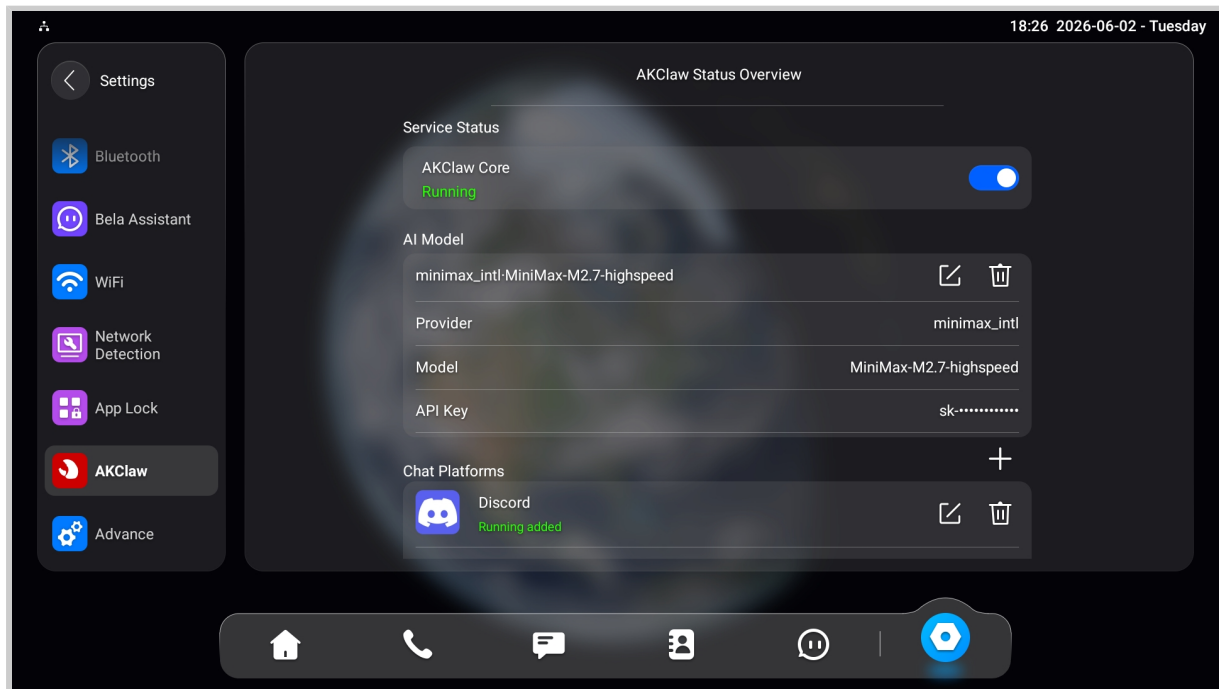 18:26 2026-06-02 - Tuesday
Settings
Bluetooth
Bela Assistant
WiFi
Network
Detection
App Lock
AKClaw
Advance
AKClaw Status Overview
Service Status
AKClaw Core
Running
AI Model
minimax_intl·MiniMax-M2.7-highspeed
Provider minimax_intl
Model MiniMax-M2.7-highspeed
API Key sk-••••••••••••
Chat Platforms
Discord
Running added